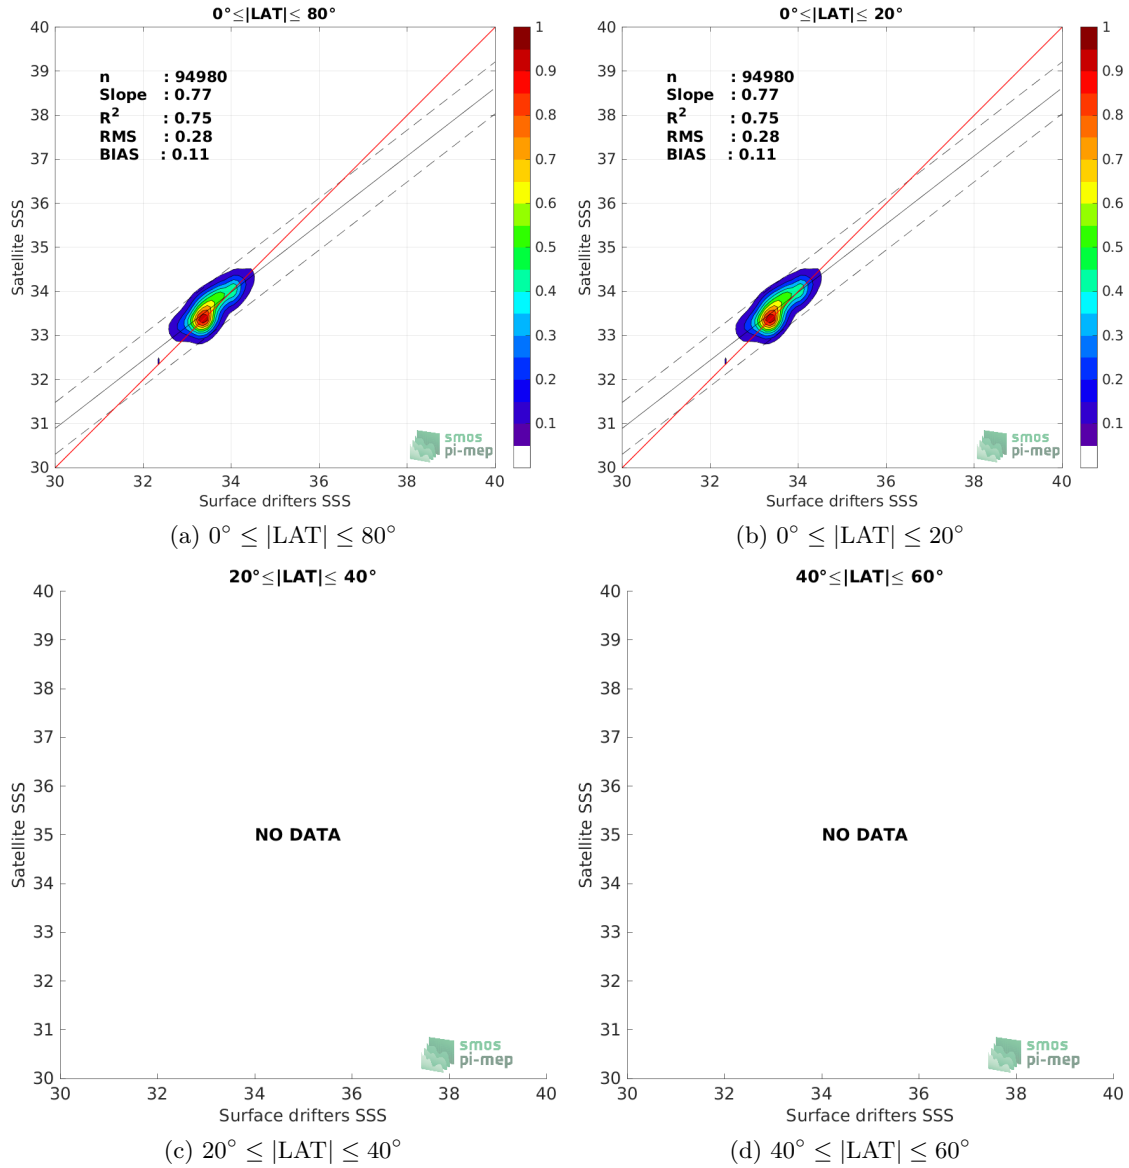 0°≤|LAT|≤ 80°
40
39
38
37
36
35
34
33
32
31
30
Satellite SSS
n : 94980
Slope : 0.77
R² : 0.75
RMS : 0.28
BIAS : 0.11
smos
pi-mep
30 32 34 36 38 40
Surface drifters SSS
1
0.9
0.8
0.7
0.6
0.5
0.4
0.3
0.2
0.1
(a) 0° ≤ |LAT| ≤ 80°
0°≤|LAT|≤ 20°
40
39
38
37
36
35
34
33
32
31
30
Satellite SSS
n : 94980
Slope : 0.77
R² : 0.75
RMS : 0.28
BIAS : 0.11
smos
pi-mep
30 32 34 36 38 40
Surface drifters SSS
1
0.9
0.8
0.7
0.6
0.5
0.4
0.3
0.2
0.1
(b) 0° ≤ |LAT| ≤ 20°
20°≤|LAT|≤ 40°
40
39
38
37
36
35
34
33
32
31
30
Satellite SSS
NO DATA
smos
pi-mep
30 32 34 36 38 40
Surface drifters SSS
(c) 20° ≤ |LAT| ≤ 40°
40°≤|LAT|≤ 60°
40
39
38
37
36
35
34
33
32
31
30
Satellite SSS
NO DATA
smos
pi-mep
30 32 34 36 38 40
Surface drifters SSS
(d) 40° ≤ |LAT| ≤ 60°